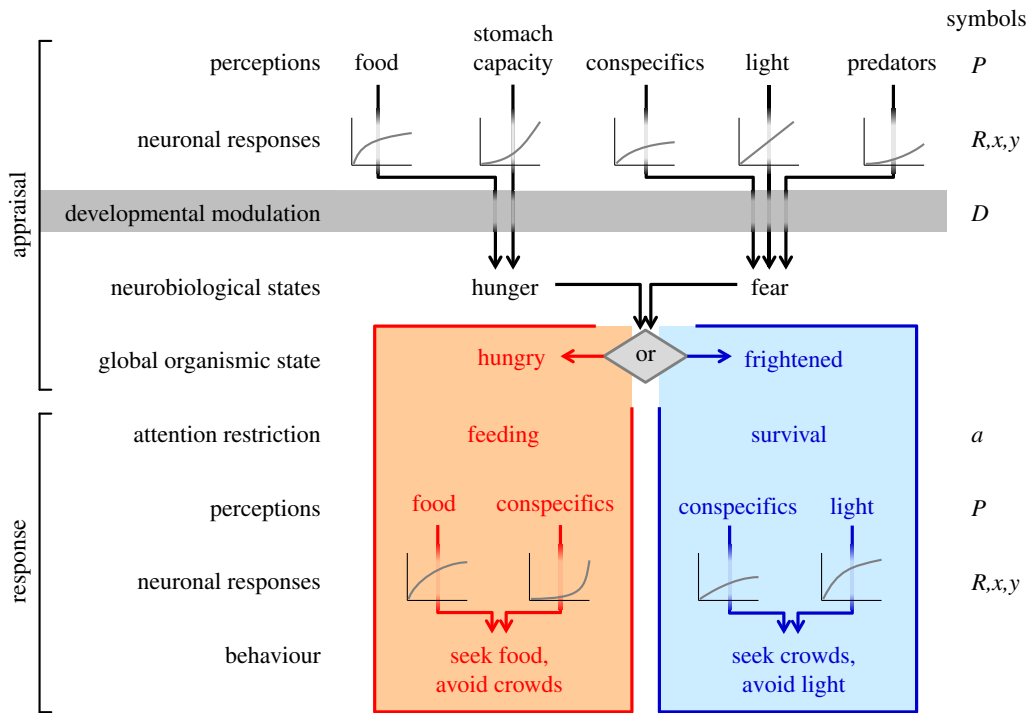 symbols
perceptions food stomach capacity conspecifics light predators P
neuronal responses R,x,y
developmental modulation D
neurobiological states hunger fear
global organismic state hungry or frightened
attention restriction feeding survival a
perceptions food conspecifics conspecifics light P
neuronal responses R,x,y
behaviour seek food, avoid crowds seek crowds, avoid light
appraisal
response